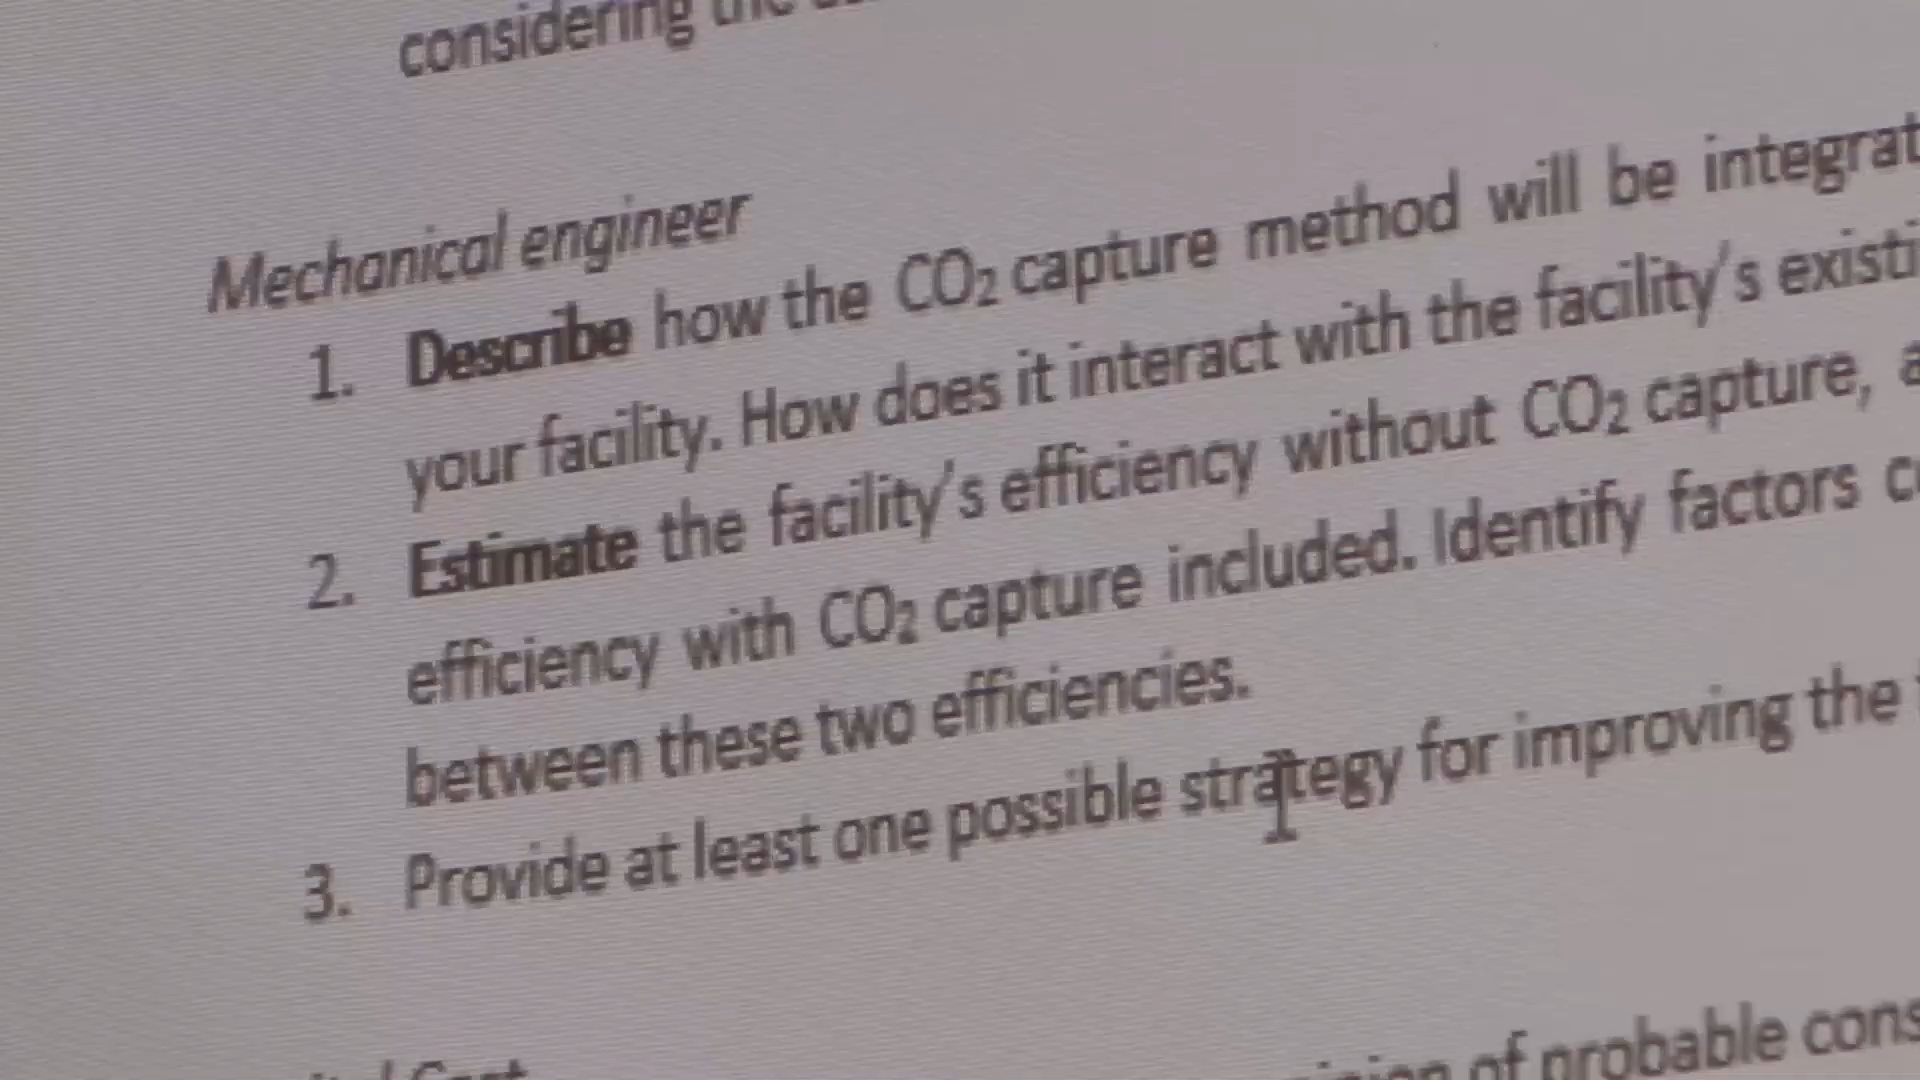 considering the
Mechanical engineer
1. Describe how the CO2 capture method will be integrat
your facility. How does it interact with the facility's existi
2. Estimate the facility's efficiency without CO2 capture, a
efficiency with CO2 capture included. Identify factors c
between these two efficiencies.
3. Provide at least one possible strategy for improving the
Cost
of probable cons